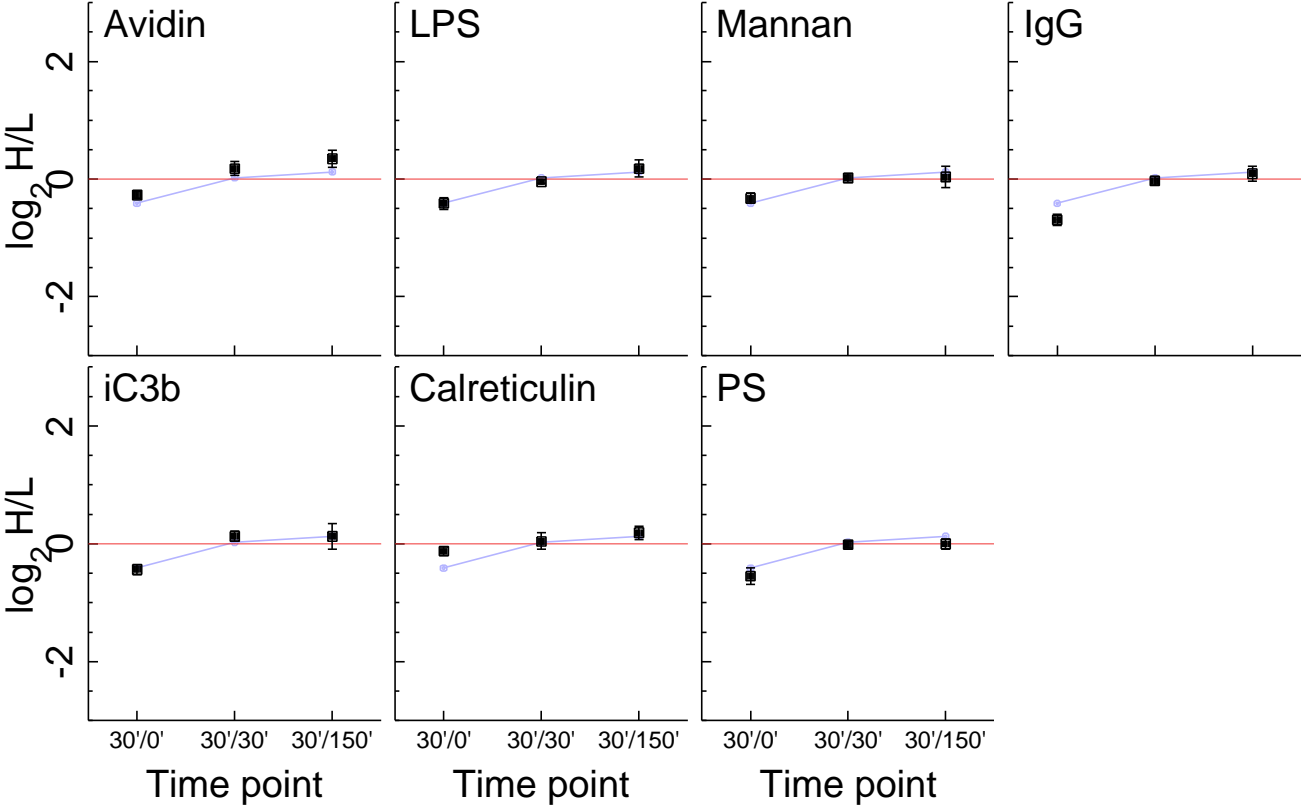 Avidin LPS Mannan IgG
2
0
-2
log2 H/L
iC3b Calreticulin PS
2
0
-2
log2 H/L
30'/0' 30'/30' 30'/150' 30'/0' 30'/30' 30'/150' 30'/0' 30'/30' 30'/150'
Time point Time point Time point